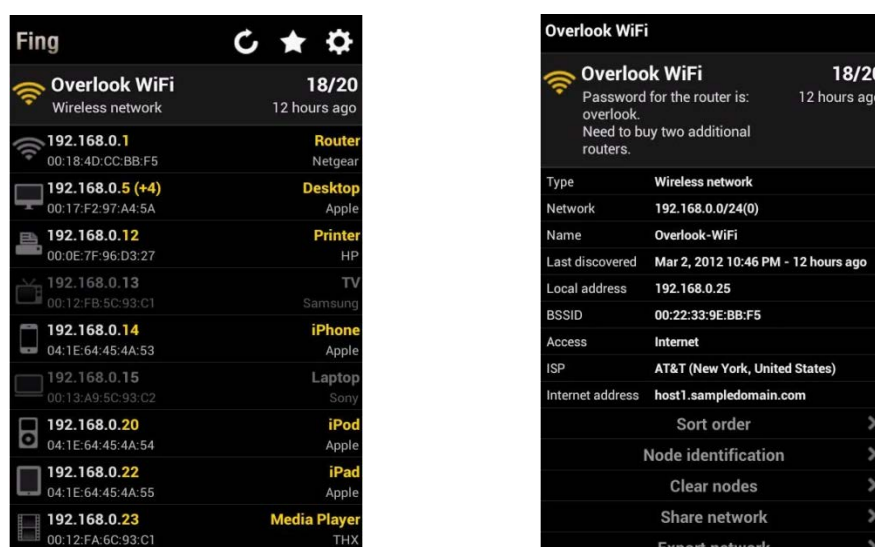 Fing
Overlook WiFi 18/20
Wireless network 12 hours ago
192.168.0.1 Router
00:18:4D:CC:BB:F5 Netgear
192.168.0.5 (+4) Desktop
00:17:F2:97:A4:5A Apple
192.168.0.12 Printer
00:0E:7F:96:D3:27 HP
192.168.0.13 TV
00:12:FB:5C:93:C1 Samsung
192.168.0.14 iPhone
04:1E:64:45:4A:53 Apple
192.168.0.15 Laptop
00:13:A9:5C:93:C2 Sony
192.168.0.20 iPod
04:1E:64:45:4A:54 Apple
192.168.0.22 iPad
04:1E:64:45:4A:55 Apple
192.168.0.23 Media Player
00:12:FA:6C:93:C1 THX
Overlook WiFi
Overlook WiFi 18/20
Password for the router is: 12 hours ago
overlook.
Need to buy two additional
routers.
Type Wireless network
Network 192.168.0.0/24(0)
Name Overlook-WiFi
Last discovered Mar 2, 2012 10:46 PM - 12 hours ago
Local address 192.168.0.25
BSSID 00:22:33:9E:BB:F5
Access Internet
ISP AT&T (New York, United States)
Internet address host1.sampledomain.com
Sort order
Node identification
Clear nodes
Share network
Export network